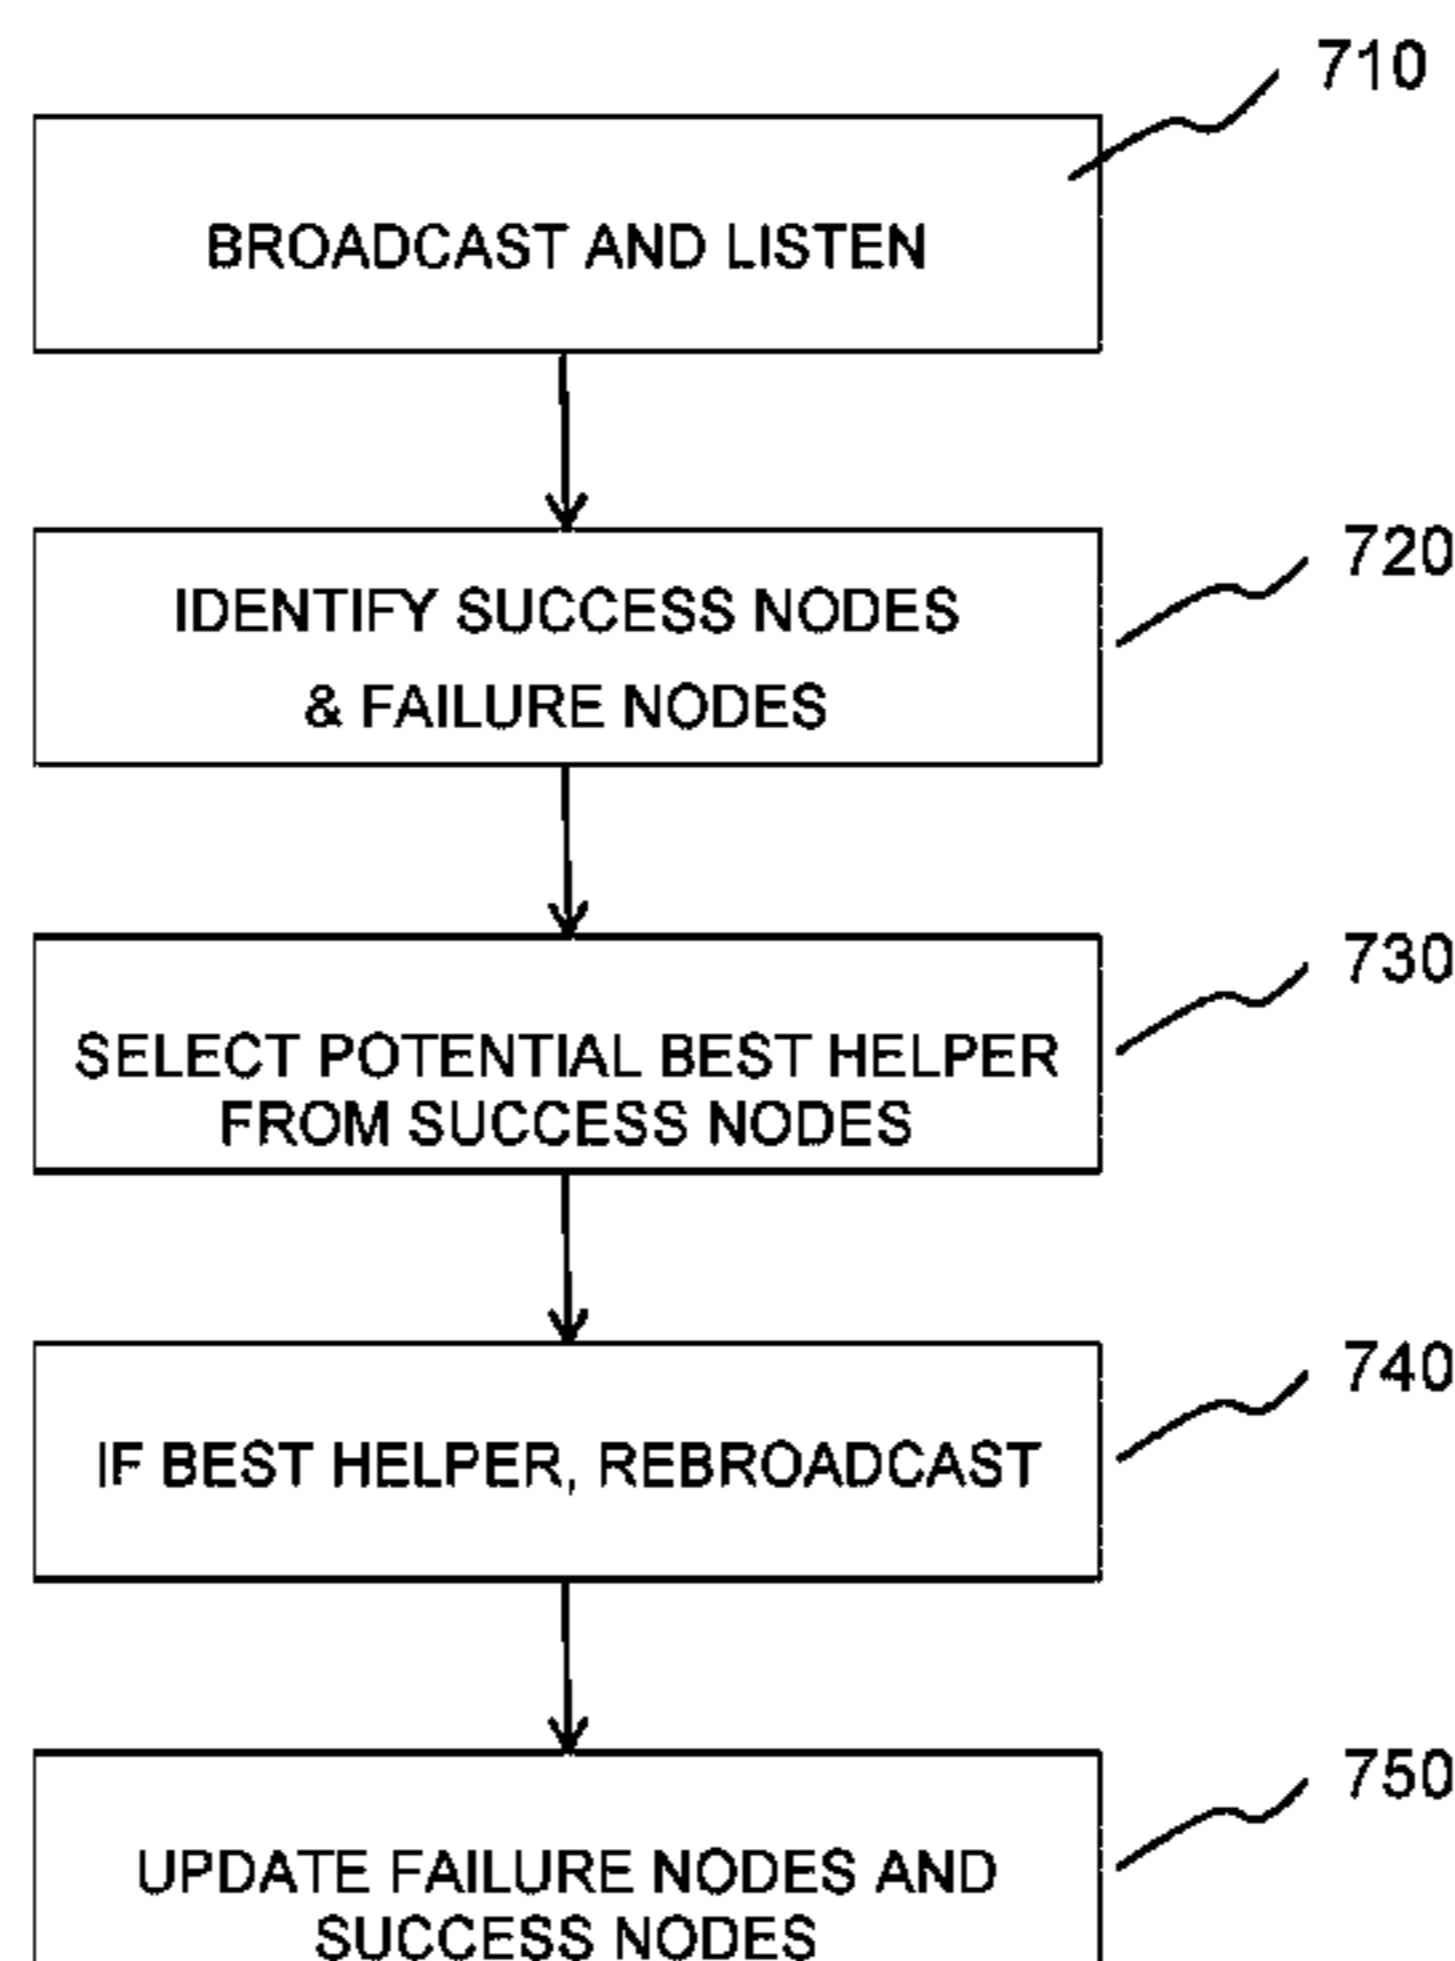 710
BROADCAST AND LISTEN
720
IDENTIFY SUCCESS NODES
& FAILURE NODES
730
SELECT POTENTIAL BEST HELPER
FROM SUCCESS NODES
740
IF BEST HELPER, REBROADCAST
750
UPDATE FAILURE NODES AND
SUCCESS NODES